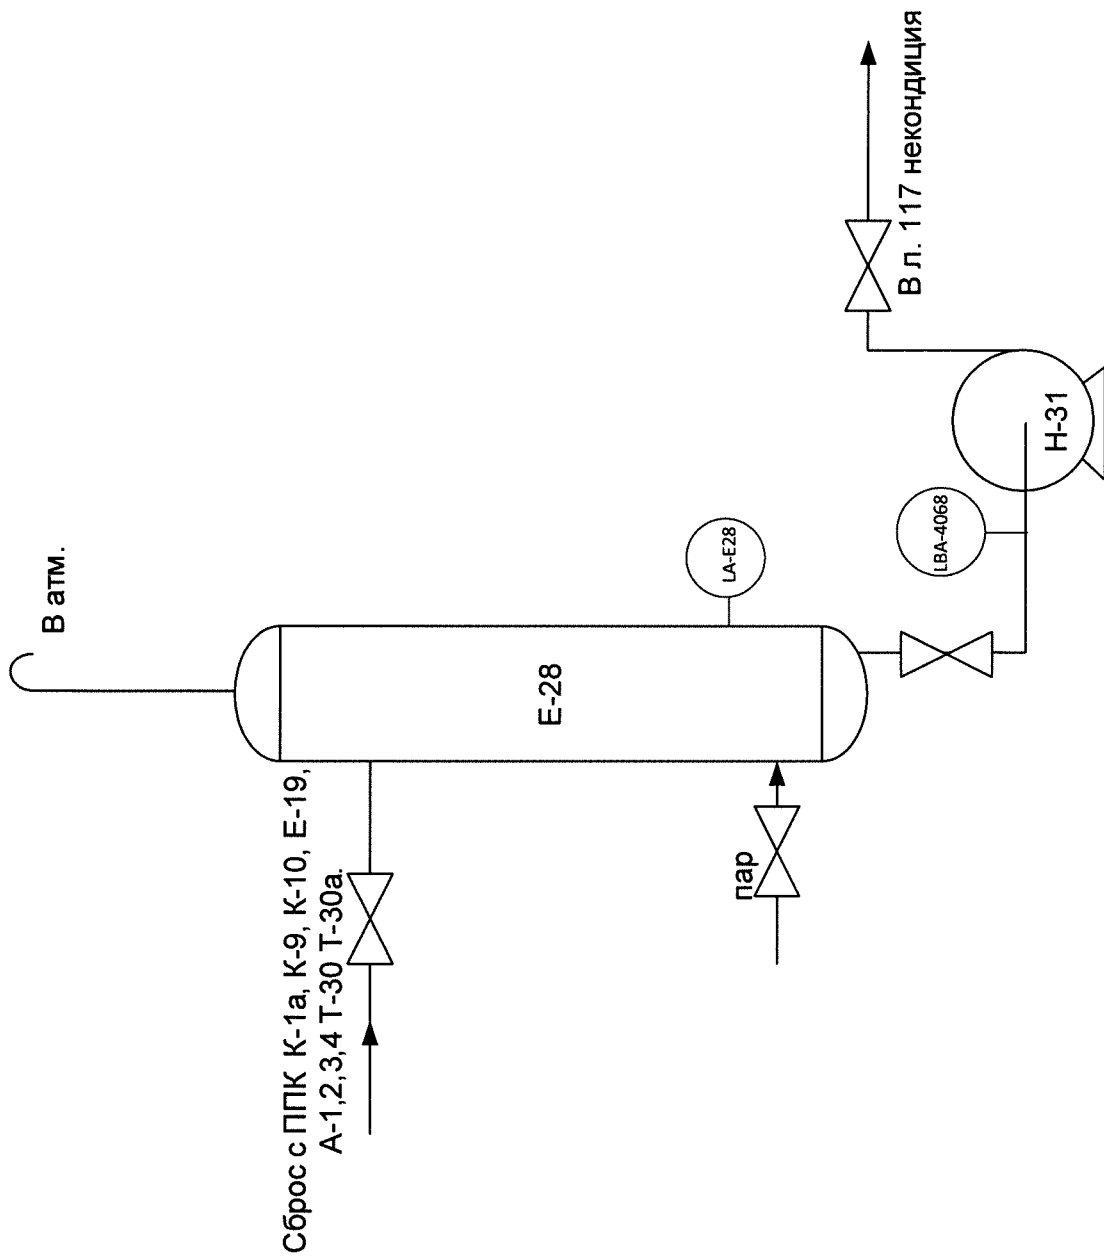 В атм.
Сброс с ППК К-1а, К-9, К-10, Е-19,
А-1,2,3,4 Т-30 Т-30а.
Е-28
LA-E28
пар
LBA-4068
Н-31
В л. 117 некондиция